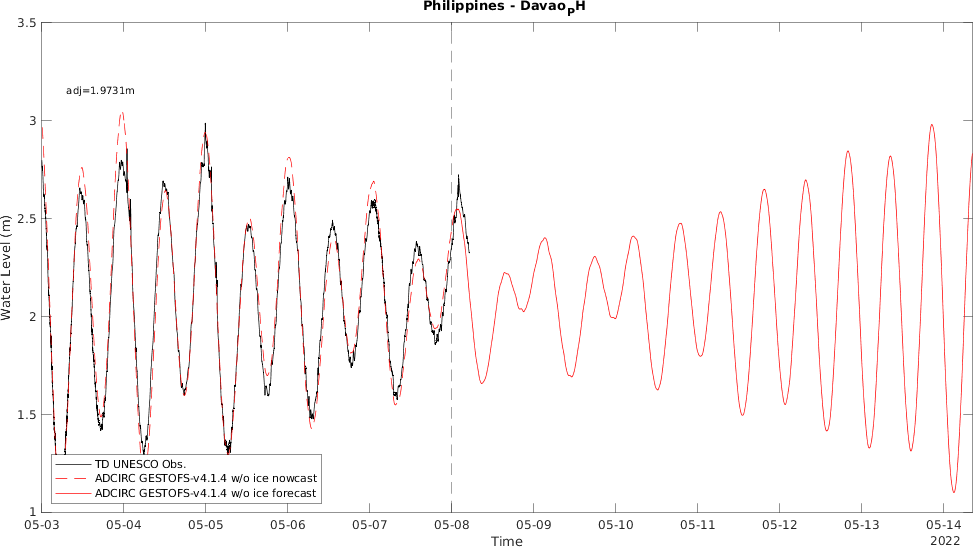 Philippines - DavaoPH
adj=1.9731m
3.5
3
2.5
2
1.5
1
Water Level (m)
TD UNESCO Obs.
ADCIRC GESTOFS-v4.1.4 w/o ice nowcast
ADCIRC GESTOFS-v4.1.4 w/o ice forecast
05-03 05-04 05-05 05-06 05-07 05-08 05-09 05-10 05-11 05-12 05-13 05-14
Time
2022